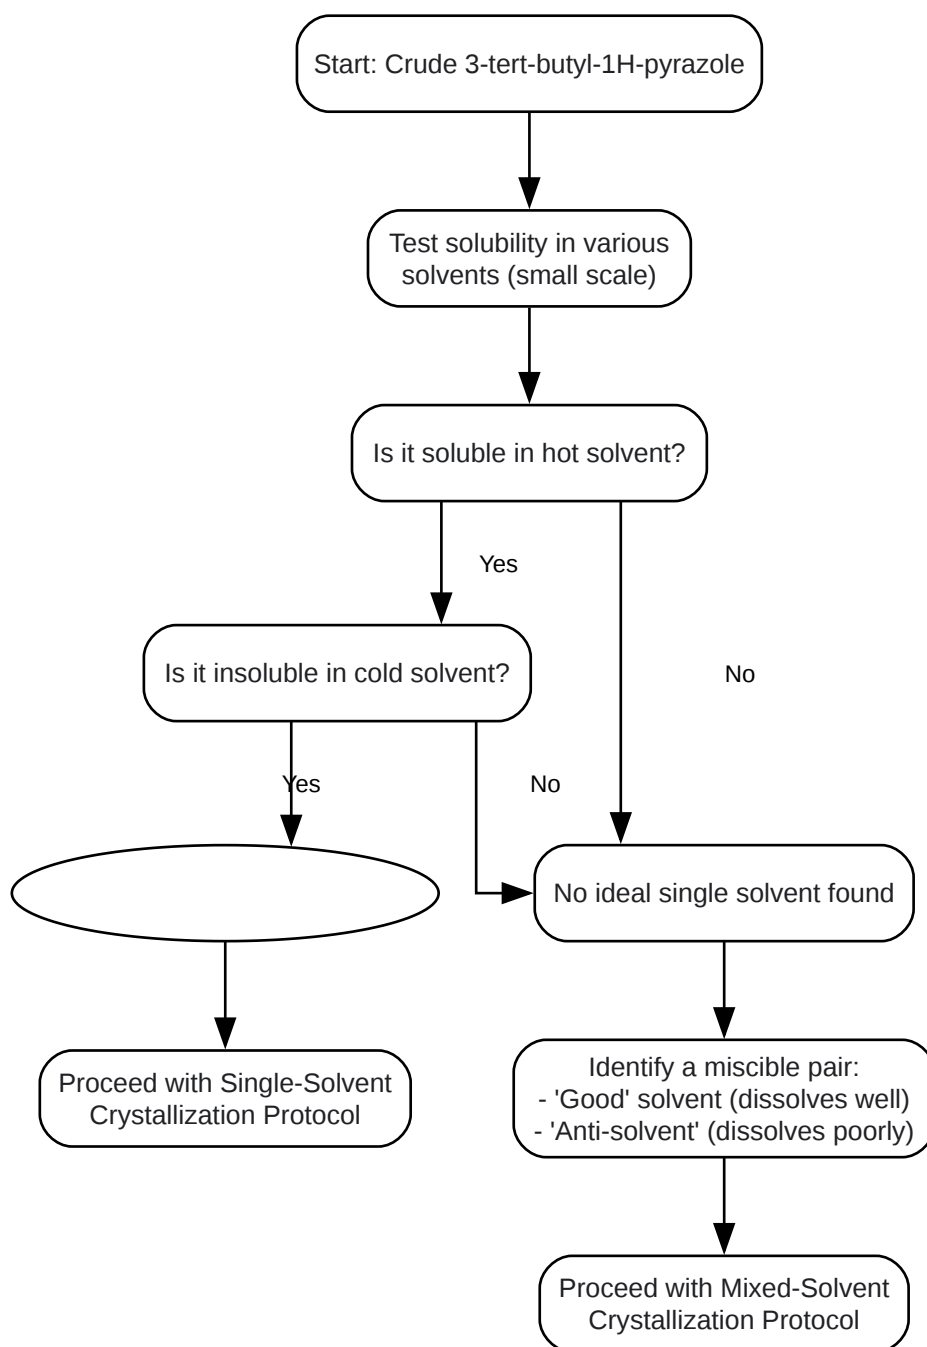 Start: Crude 3-tert-butyl-1H-pyrazole
Test solubility in various
solvents (small scale)
Is it soluble in hot solvent?
Yes
Is it insoluble in cold solvent?
No
Yes
No
No ideal single solvent found
Identify a miscible pair:
- 'Good' solvent (dissolves well)
- 'Anti-solvent' (dissolves poorly)
Proceed with Single-Solvent
Crystallization Protocol
Proceed with Mixed-Solvent
Crystallization Protocol